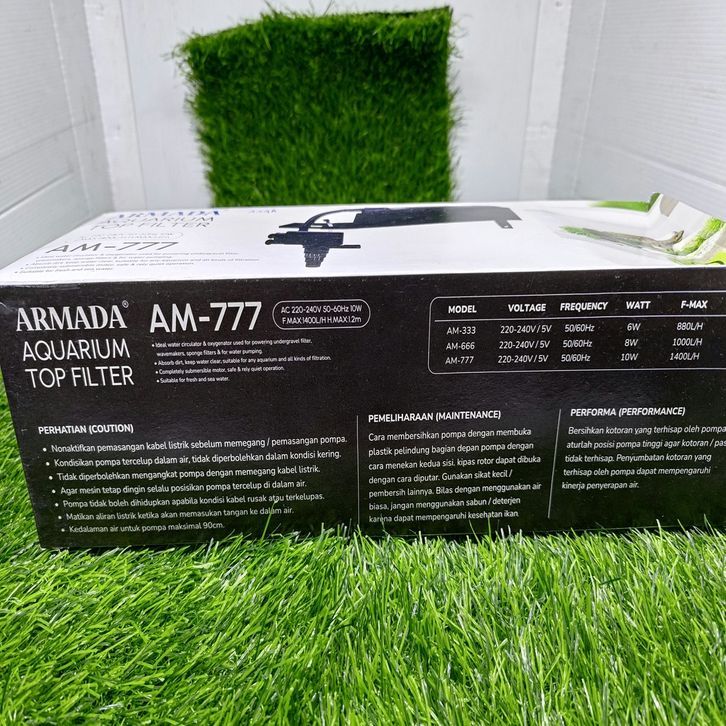 ARMADA
AQUARIUM
TOP FILTER
AM-777
ARMADA®
AQUARIUM
TOP FILTER
AM-777
AC 220-240V 50-60Hz 10W
F.MAX1400L/H H.MAX1.2m
• Ideal water circulator & oxygenator used for powering undergravel filter,
wavemakers, sponge filters & for water pumping.
• Absorb dirt, keep water clear, suitable for any aquarium and all kinds of filtration.
• Completely submersible motor, safe & rely quiet operation.
• Suitable for fresh and sea water.
MODEL VOLTAGE FREQUENCY WATT F-MAX
AM-333 220-240V/5V 50/60Hz 6W 880L/H
AM-666 220-240V/5V 50/60Hz 8W 1000L/H
AM-777 220-240V/5V 50/60Hz 10W 1400L/H
PERHATIAN (COUTION)
• Nonaktifkan pemasangan kabel listrik sebelum memegang / pemasangan pompa.
• Kondisikan pompa tercelup dalam air, tidak diperbolehkan dalam kondisi kering.
• Tidak diperbolehkan mengangkat pompa dengan memegang kabel listrik.
• Agar mesin tetap dingin selalu posisikan pompa tercelup di dalam air.
• Pompa tidak boleh dihidupkan apabila kondisi kabel rusak atau terkelupas.
• Matikan aliran listrik ketika akan memasukan tangan ke dalam air.
• Kedalaman air untuk pompa maksimal 90cm.
PEMELIHARAAN (MAINTENANCE)
Cara membersihkan pompa dengan membuka
plastik pelindung bagian depan pompa dengan
cara menekan kedua sisi, kipas rotor dapat dibuka
dengan cara diputar. Gunakan sikat kecil /
pembersih lainnya. Bilas dengan menggunakan air
biasa, jangan menggunakan sabun / deterjen
karena dapat mempengaruhi kesehatan ikan
PERFORMA (PERFORMANCE)
Bersihkan kotoran yang terhisap oleh pompa
aturlah posisi pompa tinggi agar kotoran / pas
tidak terhisap. Penyumbatan kotoran yang
terhisap oleh pompa dapat mempengaruhi
kinerja penyerapan air.